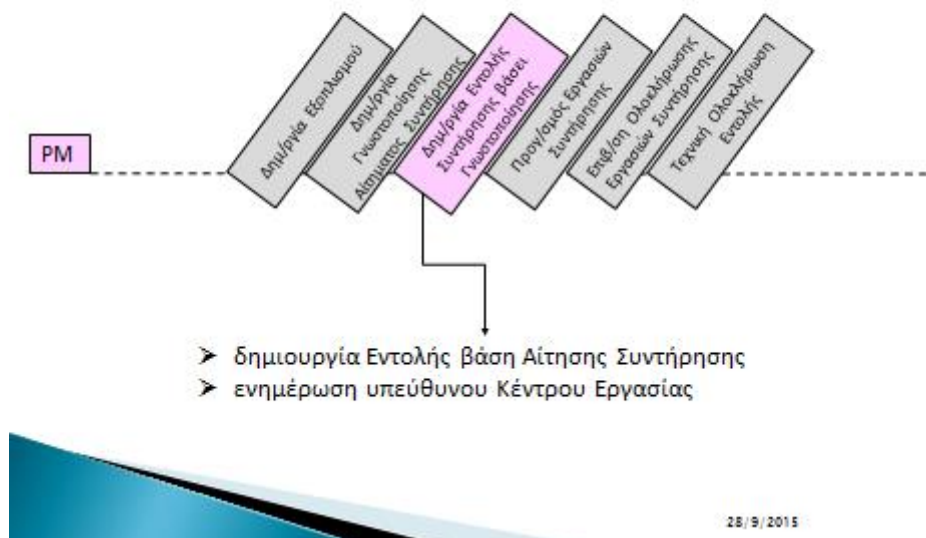 PM
Δημ/ργία Εξοπλισμού
Δημ/ργία
Γνωστοποίησης
Αιτήματος Συντήρησης
Δημ/ργία Εντολής
Συντήρησης βάσει
Γνωστοποίησης
Προγ/σμός Εργασιών
Συντήρησης
Επιβ/ση Ολοκλήρωσης
Εργασιών Συντήρησης
Τεχνική Ολοκλήρωση
Εντολής
➤ δημιουργία Εντολής βάση Αίτησης Συντήρησης
➤ ενημέρωση υπεύθυνου Κέντρου Εργασίας
28/9/2015